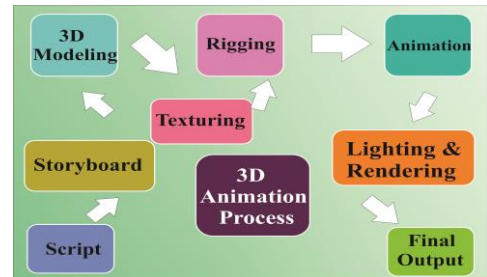 3D
Modeling
Rigging
Animation
Texturing
Storyboard
3D
Animation
Process
Lighting &
Rendering
Script
Final
Output